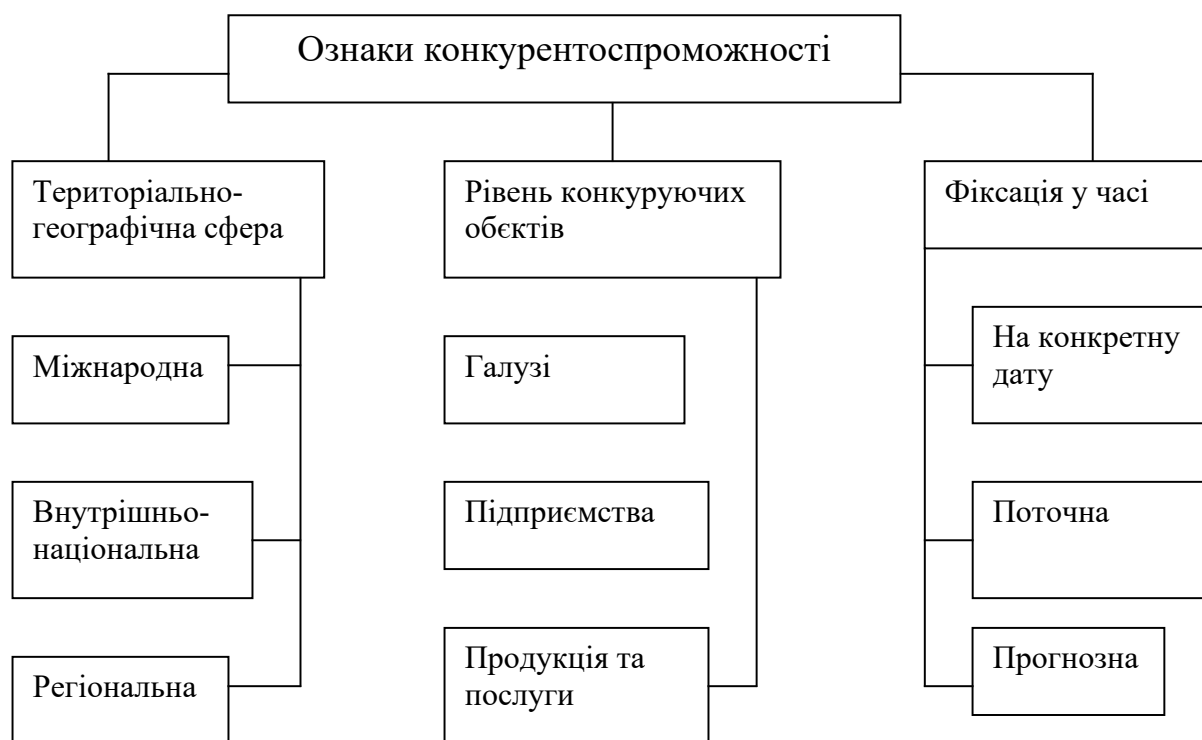 Ознаки конкурентоспроможності
Територіально-
географічна сфера
Міжнародна
Внутрішньо-
національна
Регіональна
Рівень конкуруючих
обєктів
Галузі
Підприємства
Продукція та
послуги
Фіксація у часі
На конкретну
дату
Поточна
Прогнозна